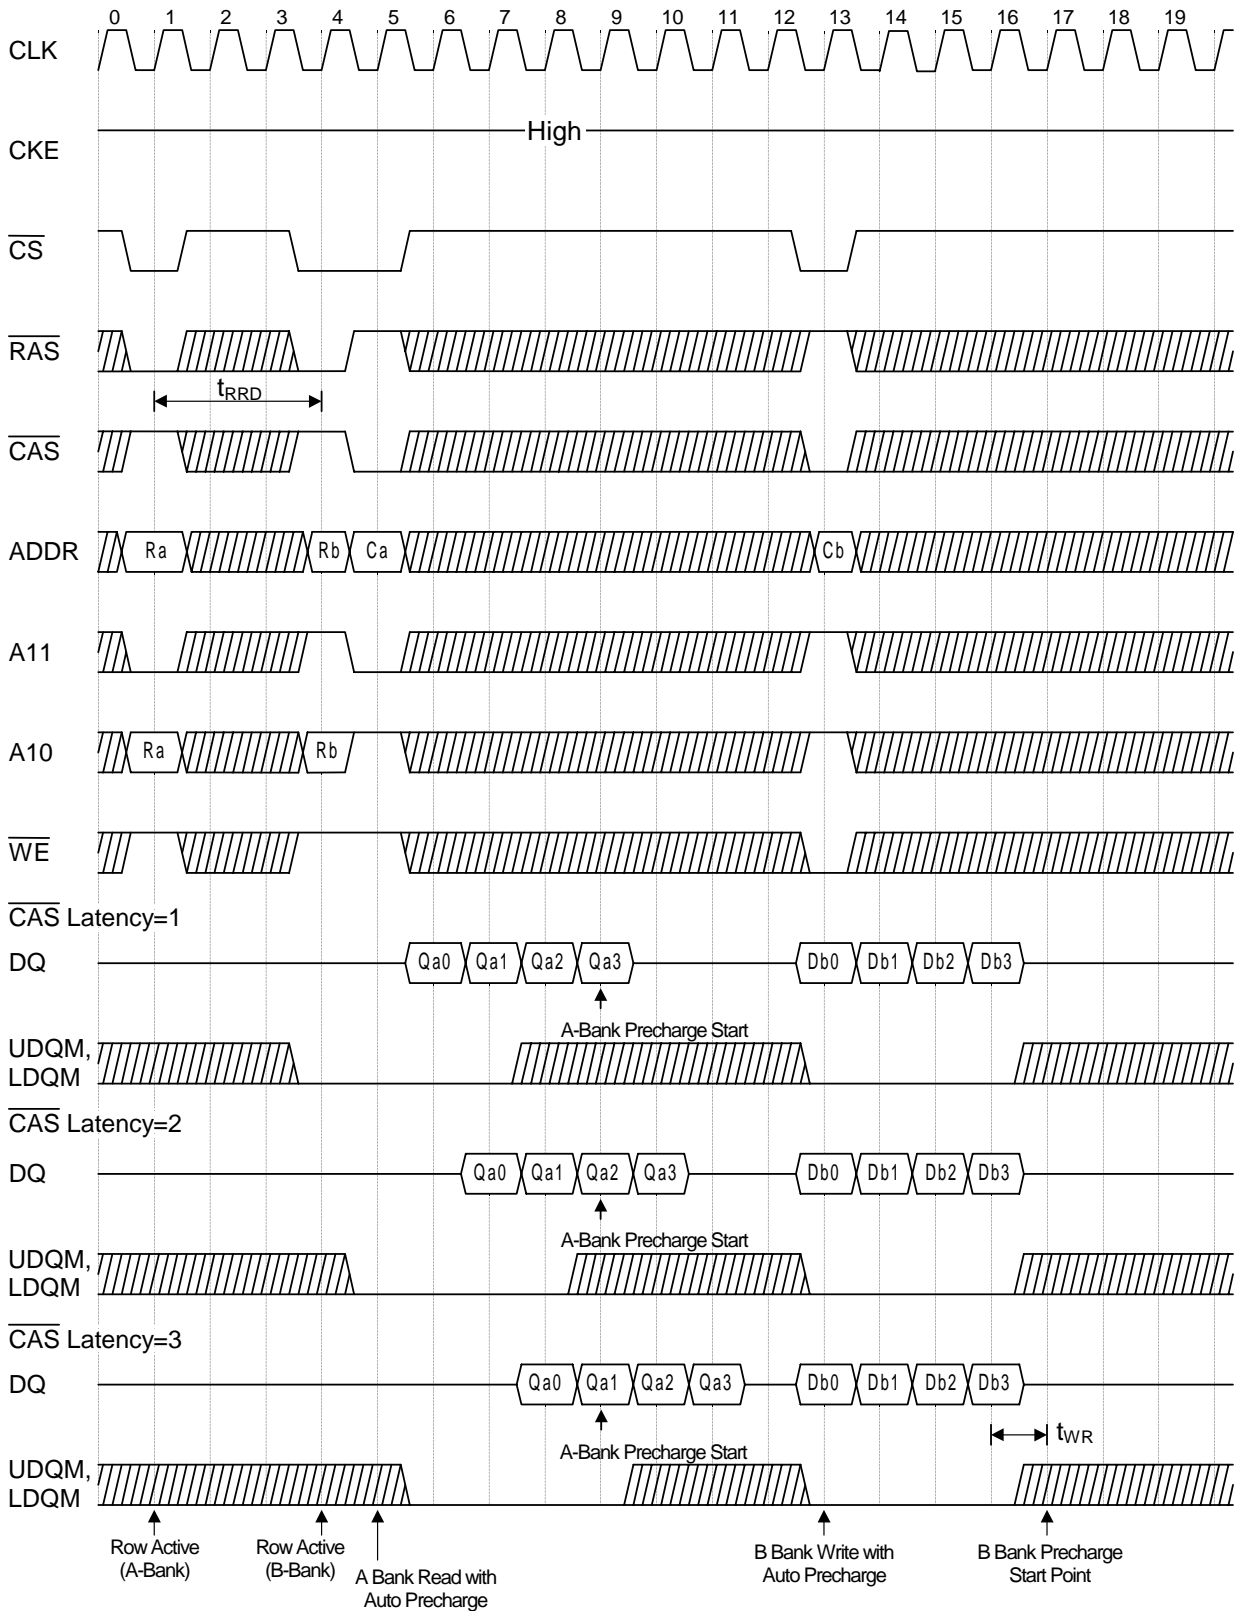 0 1 2 3 4 5 6 7 8 9 10 11 12 13 14 15 16 17 18 19
CLK
High
CKE
CS
RAS
tRRD
CAS
ADDR Ra Rb Ca Cb
A11
A10 Ra Rb
WE
CAS Latency=1
DQ Qa0 Qa1 Qa2 Qa3 Db0 Db1 Db2 Db3
A-Bank Precharge Start
UDQM,
LDQM
CAS Latency=2
DQ Qa0 Qa1 Qa2 Qa3 Db0 Db1 Db2 Db3
A-Bank Precharge Start
UDQM,
LDQM
CAS Latency=3
DQ Qa0 Qa1 Qa2 Qa3 Db0 Db1 Db2 Db3
tWR
A-Bank Precharge Start
UDQM,
LDQM
Row Active
(A-Bank)
Row Active
(B-Bank)
A Bank Read with
Auto Precharge
B Bank Write with
Auto Precharge
B Bank Precharge
Start Point